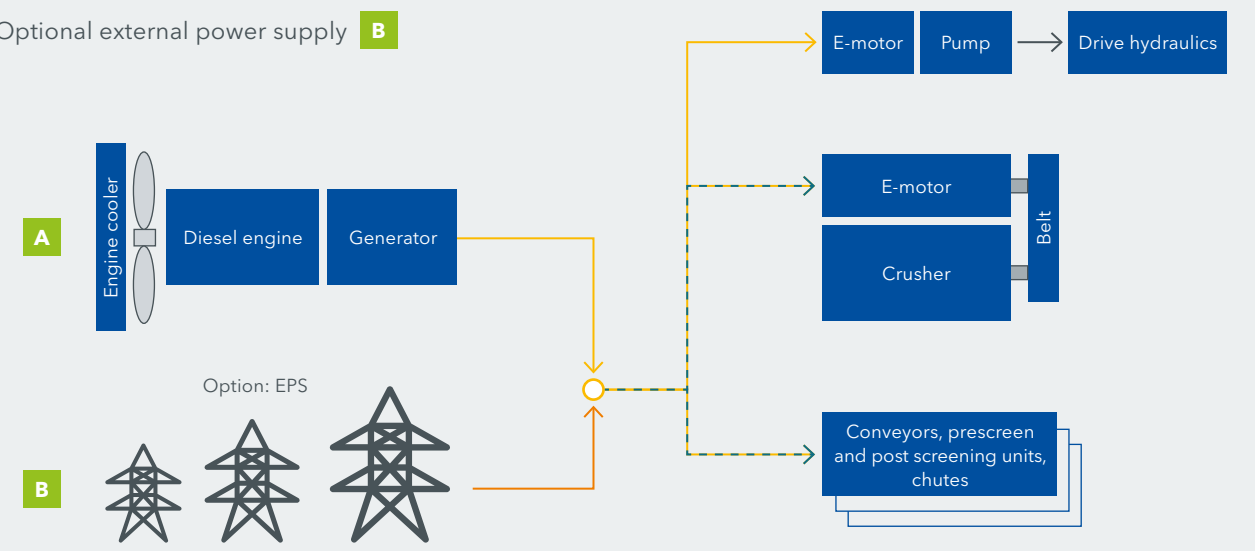 Optional external power supply B
E-motor
Pump
Drive hydraulics
Engine cooler
A
Diesel engine
Generator
E-motor
Crusher
Belt
Option: EPS
B
Conveyors, prescreen
and post screening units,
chutes